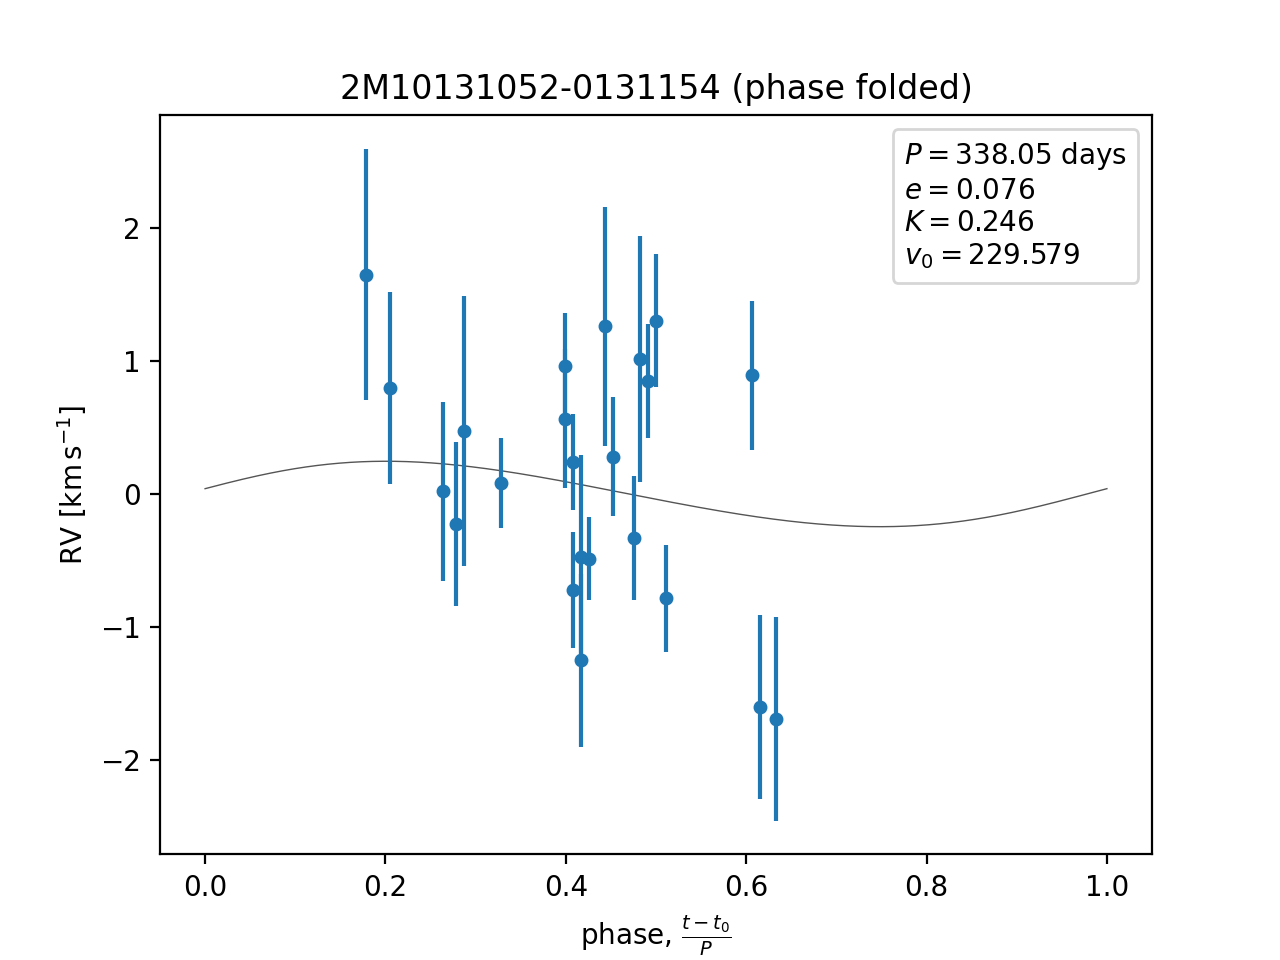 2M10131052-0131154 (phase folded)
P = 338.05 days
e = 0.076
K = 0.246
v₀ = 229.579
2
1
0
−1
−2
RV [km s⁻¹]
0.0 0.2 0.4 0.6 0.8 1.0
phase, (t − t₀)/P